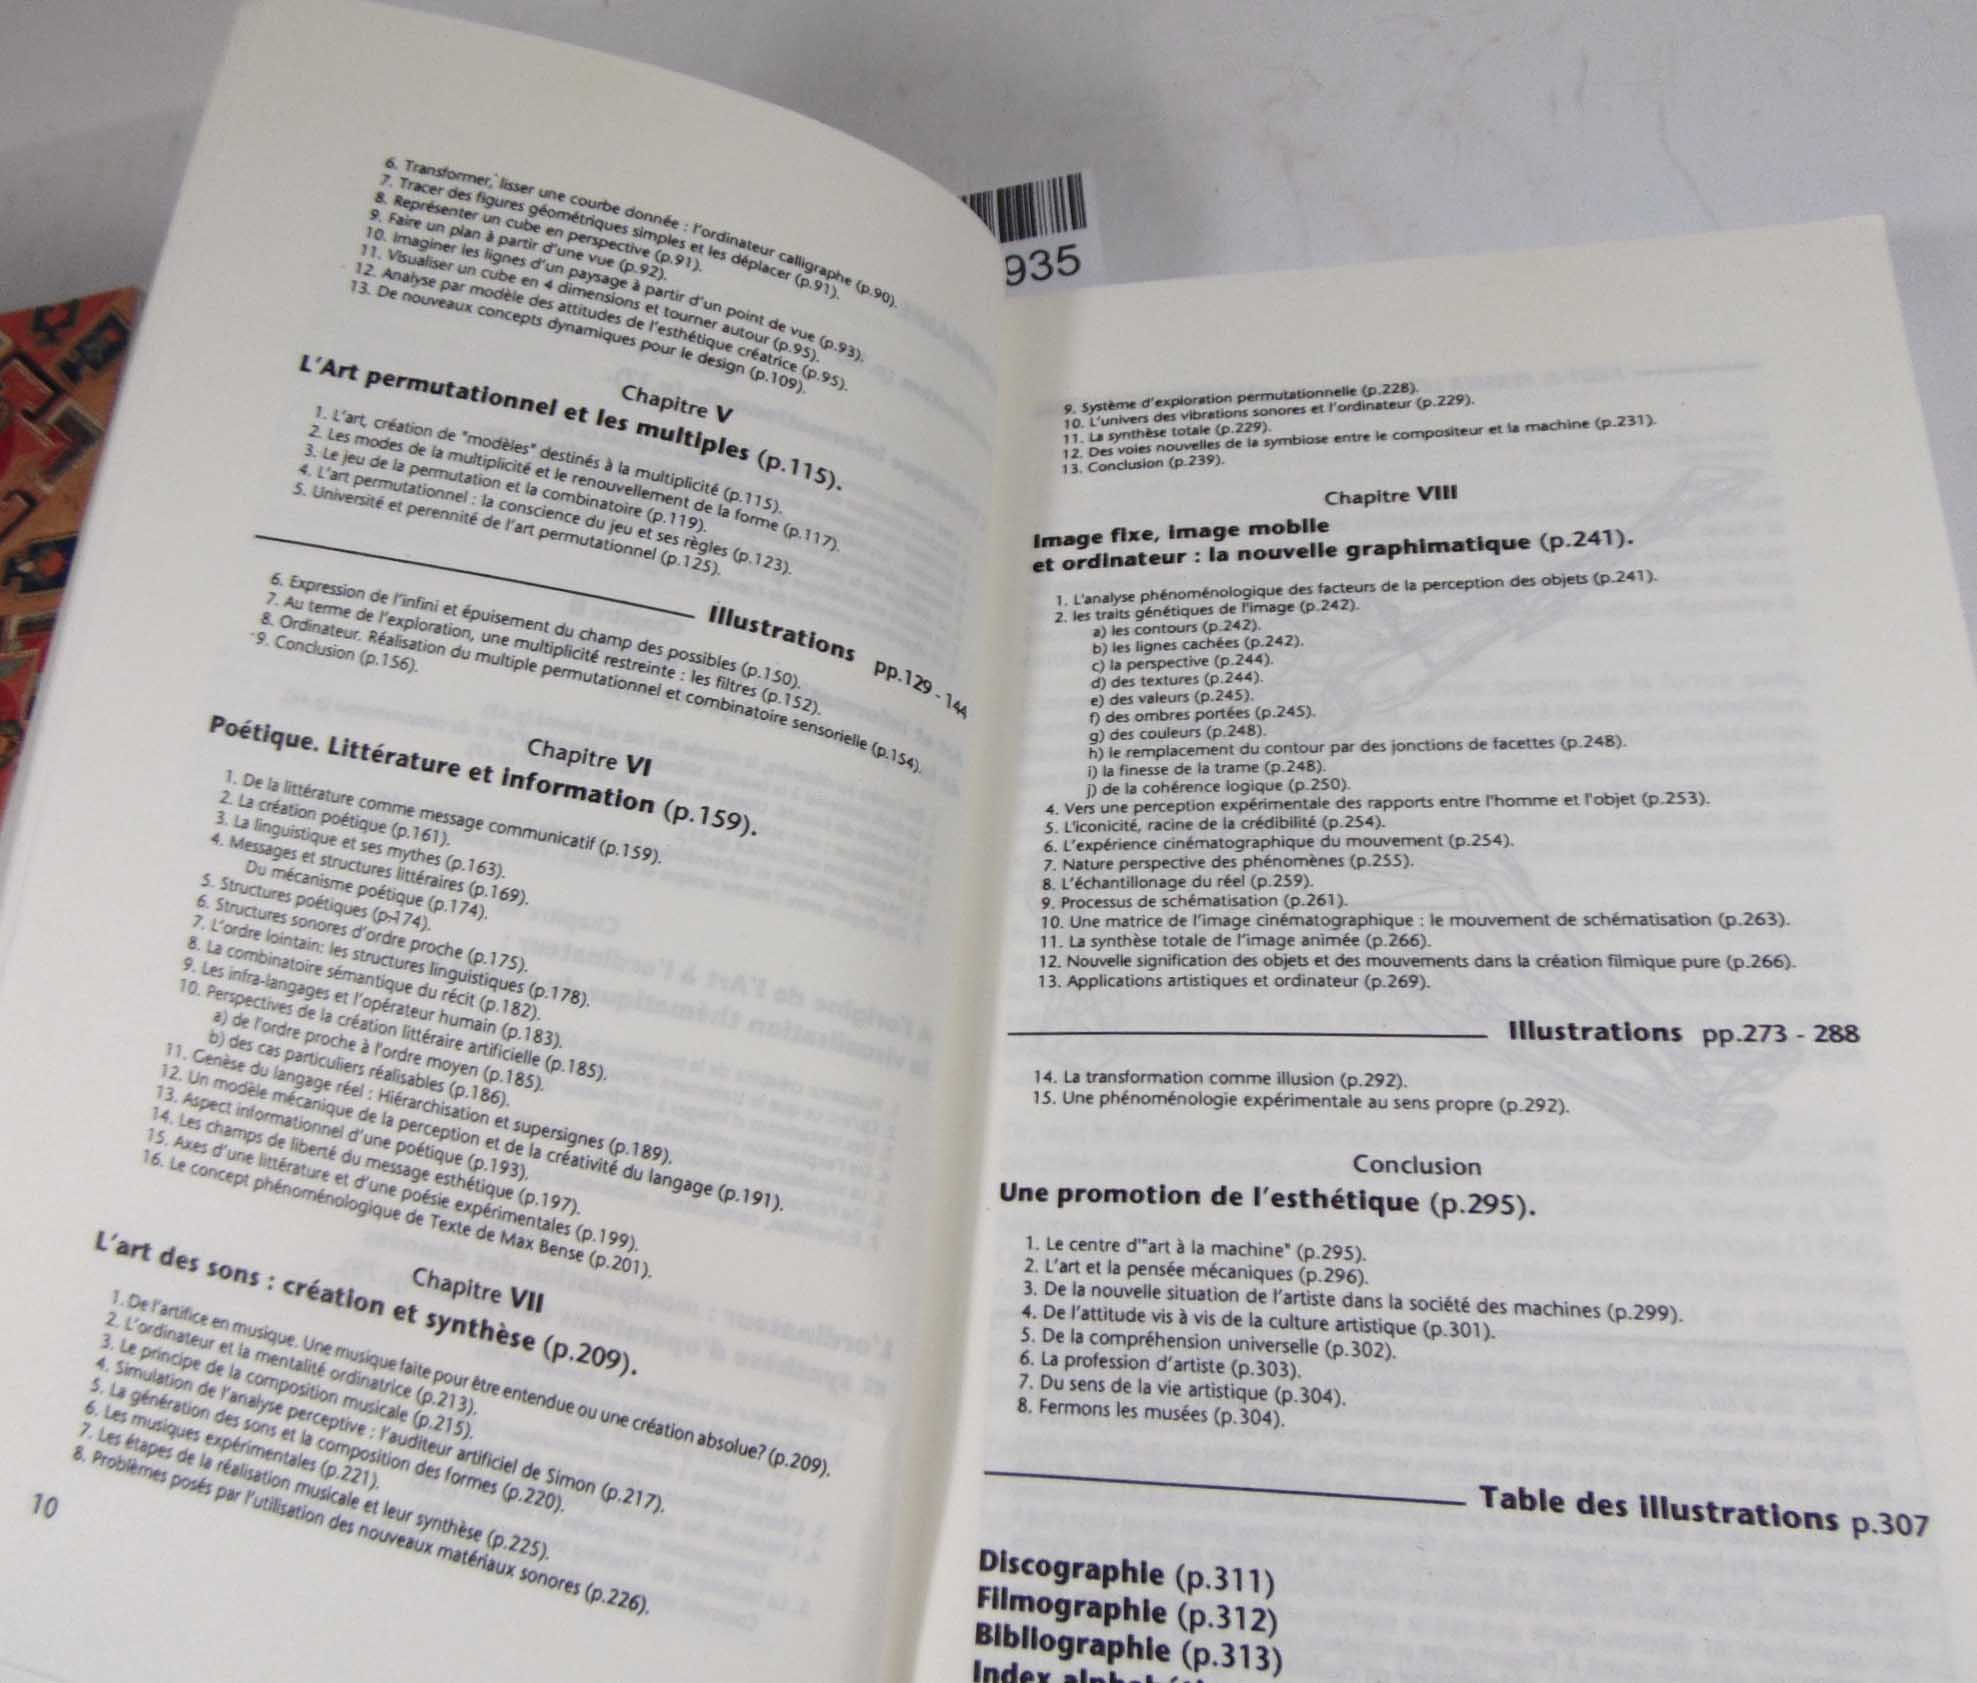 6. Transformer, lisser une courbe donnée : l'ordinateur calligraphe (p.90).
7. Tracer des figures géométriques simples et les déplacer (p.91).
8. Représenter un cube en perspective (p.91).
9. Faire un plan à partir d'une vue (p.92).
10. Imaginer les lignes d'un paysage à partir d'un point de vue (p.93).
11. Visualiser un cube en 4 dimensions et tourner autour (p.95).
12. Analyse par modèle des attitudes de l'esthétique créatrice (p.95).
13. De nouveaux concepts dynamiques pour le design (p.109).
Chapitre V
L'Art permutationnel et les multiples (p.115).
1. L'art, création de "modèles" destinés à la multiplicité (p.115).
2. Les modes de la multiplicité et le renouvellement de la forme (p.117).
3. Le jeu de la permutation et la combinatoire (p.119).
4. L'art permutationnel : la conscience du jeu et ses règles (p.123).
5. Université et perennité de l'art permutationnel (p.125).
Illustrations pp.129 - 144
6. Expression de l'infini et épuisement du champ des possibles (p.150).
7. Au terme de l'exploration, une multiplicité restreinte : les filtres (p.152).
8. Ordinateur. Réalisation du multiple permutationnel et combinatoire sensorielle (p.154).
9. Conclusion (p.156).
Chapitre VI
Poétique. Littérature et information (p.159).
1. De la littérature comme message communicatif (p.159).
2. La création poétique (p.161).
3. La linguistique et ses mythes (p.163).
4. Messages et structures littéraires (p.169).
Du mécanisme poétique (p.174).
5. Structures poétiques (p.174).
6. Structures sonores d'ordre proche (p.175).
7. L'ordre lointain: les structures linguistiques (p.178).
8. La combinatoire sémantique du récit (p.182).
9. Les infra-langages et l'opérateur humain (p.183).
10. Perspectives de la création littéraire artificielle (p.185).
a) de l'ordre proche à l'ordre moyen (p.185).
b) des cas particuliers réalisables (p.186).
11. Genèse du langage réel : Hiérarchisation et supersignes (p.189).
12. Un modèle mécanique de la perception et de la créativité du langage (p.191).
13. Aspect informationnel d'une poétique (p.193).
14. Les champs de liberté du message esthétique (p.197).
15. Axes d'une littérature et d'une poésie expérimentales (p.199).
16. Le concept phénoménologique de Texte de Max Bense (p.201).
Chapitre VII
L'art des sons : création et synthèse (p.209).
1. De l'artifice en musique. Une musique faite pour être entendue ou une création absolue? (p.209).
2. L'ordinateur et la mentalité ordinatrice (p.213).
3. Le principe de la composition musicale (p.215).
4. Simulation de l'analyse perceptive : l'auditeur artificiel de Simon (p.217).
5. La génération des sons et la composition des formes (p.220).
6. Les musiques expérimentales (p.221).
7. Les étapes de la réalisation musicale et leur synthèse (p.225).
8. Problèmes posés par l'utilisation des nouveaux matériaux sonores (p.226).
10
935
9. Système d'exploration permutationnelle (p.228).
10. L'univers des vibrations sonores et l'ordinateur (p.229).
11. La synthèse totale (p.229).
12. Des voies nouvelles de la symbiose entre le compositeur et la machine (p.231).
13. Conclusion (p.239).
Chapitre VIII
Image fixe, image mobile
et ordinateur : la nouvelle graphimatique (p.241).
1. L'analyse phénoménologique des facteurs de la perception des objets (p.241).
2. les traits génétiques de l'image (p.242).
a) les contours (p.242).
b) les lignes cachées (p.242).
c) la perspective (p.244).
d) des textures (p.244).
e) des valeurs (p.245).
f) des ombres portées (p.245).
g) des couleurs (p.248).
h) le remplacement du contour par des jonctions de facettes (p.248).
i) la finesse de la trame (p.248).
j) de la cohérence logique (p.250).
4. Vers une perception expérimentale des rapports entre l'homme et l'objet (p.253).
5. L'iconicité, racine de la crédibilité (p.254).
6. L'expérience cinématographique du mouvement (p.254).
7. Nature perspective des phénomènes (p.255).
8. L'échantillonage du réel (p.259).
9. Processus de schématisation (p.261).
10. Une matrice de l'image cinématographique : le mouvement de schématisation (p.263).
11. La synthèse totale de l'image animée (p.266).
12. Nouvelle signification des objets et des mouvements dans la création filmique pure (p.266).
13. Applications artistiques et ordinateur (p.269).
Illustrations pp.273 - 288
14. La transformation comme illusion (p.292).
15. Une phénoménologie expérimentale au sens propre (p.292).
Conclusion
Une promotion de l'esthétique (p.295).
1. Le centre d'"art à la machine" (p.295).
2. L'art et la pensée mécaniques (p.296).
3. De la nouvelle situation de l'artiste dans la société des machines (p.299).
4. De l'attitude vis à vis de la culture artistique (p.301).
5. De la compréhension universelle (p.302).
6. La profession d'artiste (p.303).
7. Du sens de la vie artistique (p.304).
8. Fermons les musées (p.304).
Table des illustrations p.307
Discographie (p.311)
Filmographie (p.312)
Bibliographie (p.313)
Index